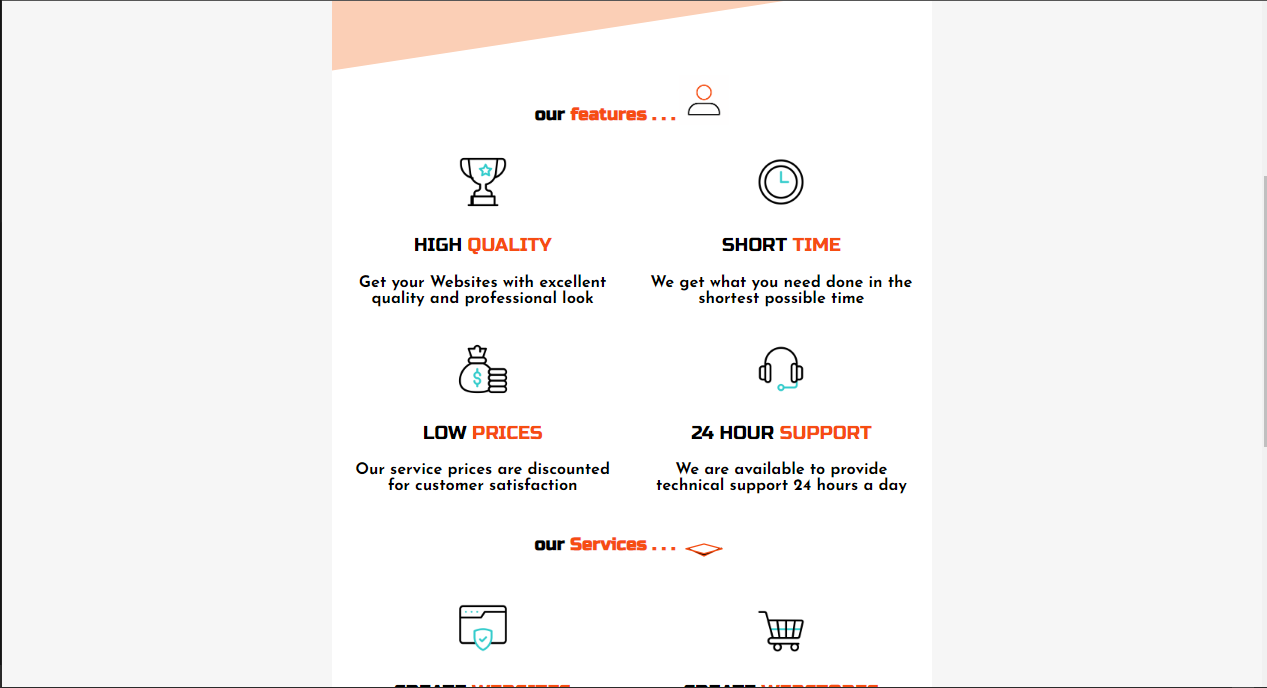 our features . . .
HIGH QUALITY
SHORT TIME
Get your Websites with excellent
quality and professional look
We get what you need done in the
shortest possible time
$
LOW PRICES
24 HOUR SUPPORT
Our service prices are discounted
for customer satisfaction
We are available to provide
technical support 24 hours a day
our Services . . .